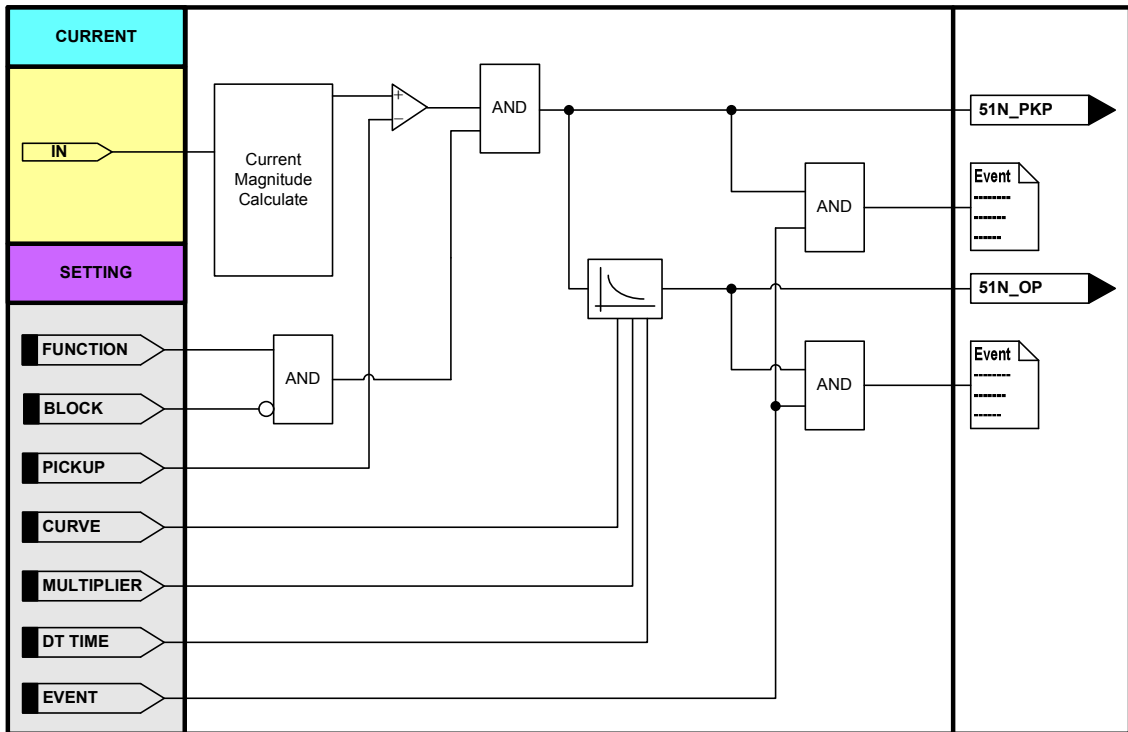 CURRENT
IN
SETTING
FUNCTION
BLOCK
PICKUP
CURVE
MULTIPLIER
DT TIME
EVENT
Current
Magnitude
Calculate
+
−
AND
AND
AND
AND
51N_PKP
Event
51N_OP
Event